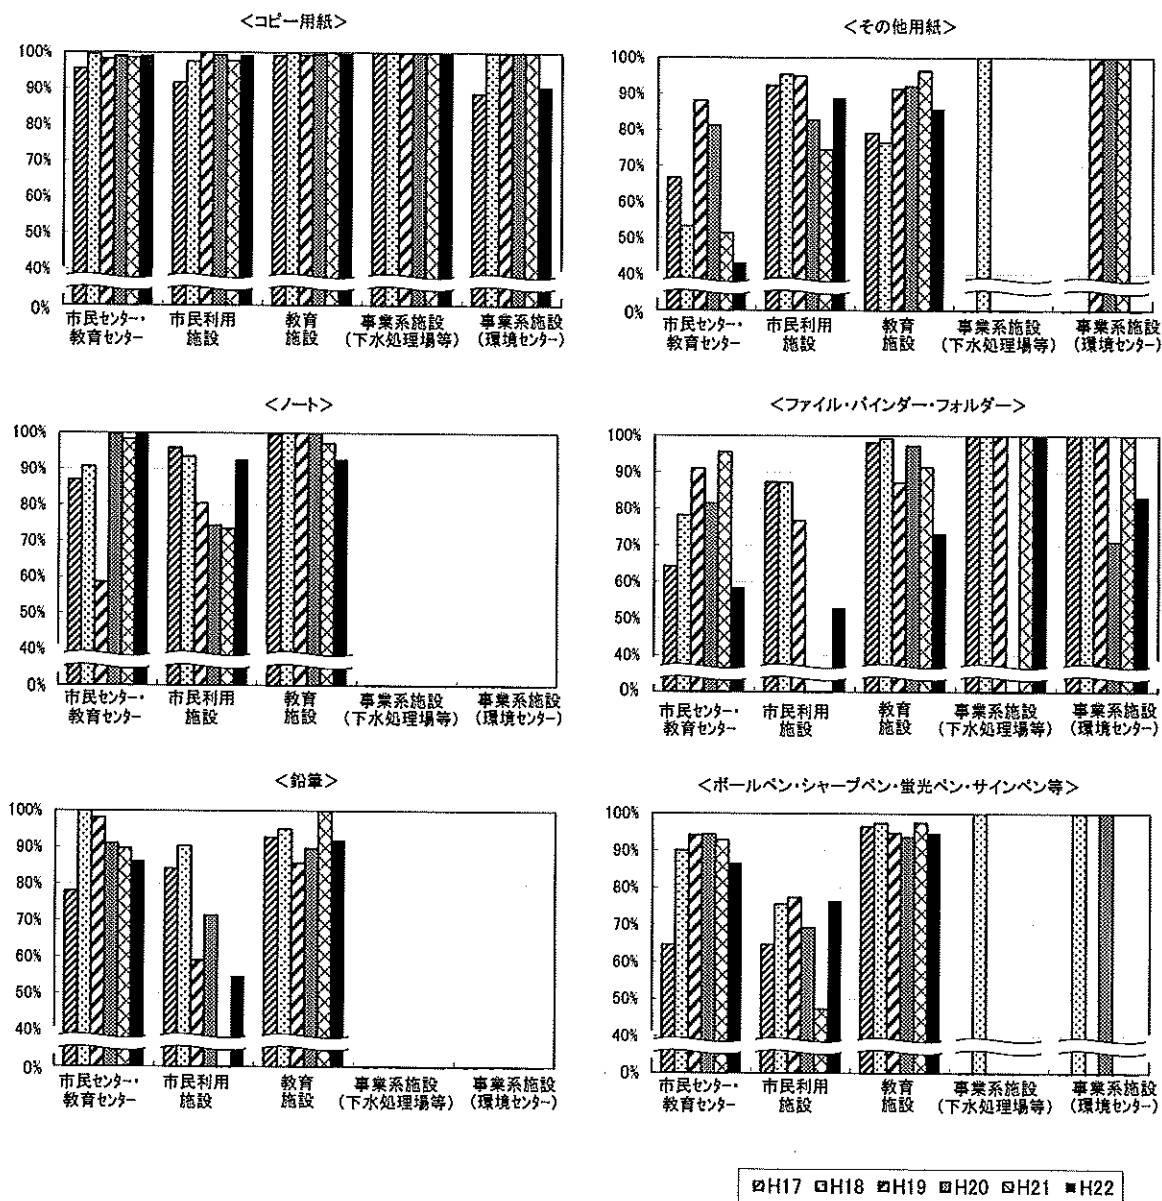 <コピー用紙>
100%
90%
80%
70%
60%
50%
40%
0%
市民センター・
教育センター
市民利用
施設
教育
施設
事業系施設
(下水処理場等)
事業系施設
(環境センター)
<その他用紙>
100%
90%
80%
70%
60%
50%
40%
0%
市民センター・
教育センター
市民利用
施設
教育
施設
事業系施設
(下水処理場等)
事業系施設
(環境センター)
<ノート>
100%
90%
80%
70%
60%
50%
40%
0%
市民センター・
教育センター
市民利用
施設
教育
施設
事業系施設
(下水処理場等)
事業系施設
(環境センター)
<ファイル・バインダー・フォルダー>
100%
90%
80%
70%
60%
50%
40%
0%
市民センター・
教育センター
市民利用
施設
教育
施設
事業系施設
(下水処理場等)
事業系施設
(環境センター)
<鉛筆>
100%
90%
80%
70%
60%
50%
40%
0%
市民センター・
教育センター
市民利用
施設
教育
施設
事業系施設
(下水処理場等)
事業系施設
(環境センター)
<ボールペン・シャープペン・蛍光ペン・サインペン等>
100%
90%
80%
70%
60%
50%
40%
0%
市民センター・
教育センター
市民利用
施設
教育
施設
事業系施設
(下水処理場等)
事業系施設
(環境センター)
H17 H18 H19 H20 H21 H22